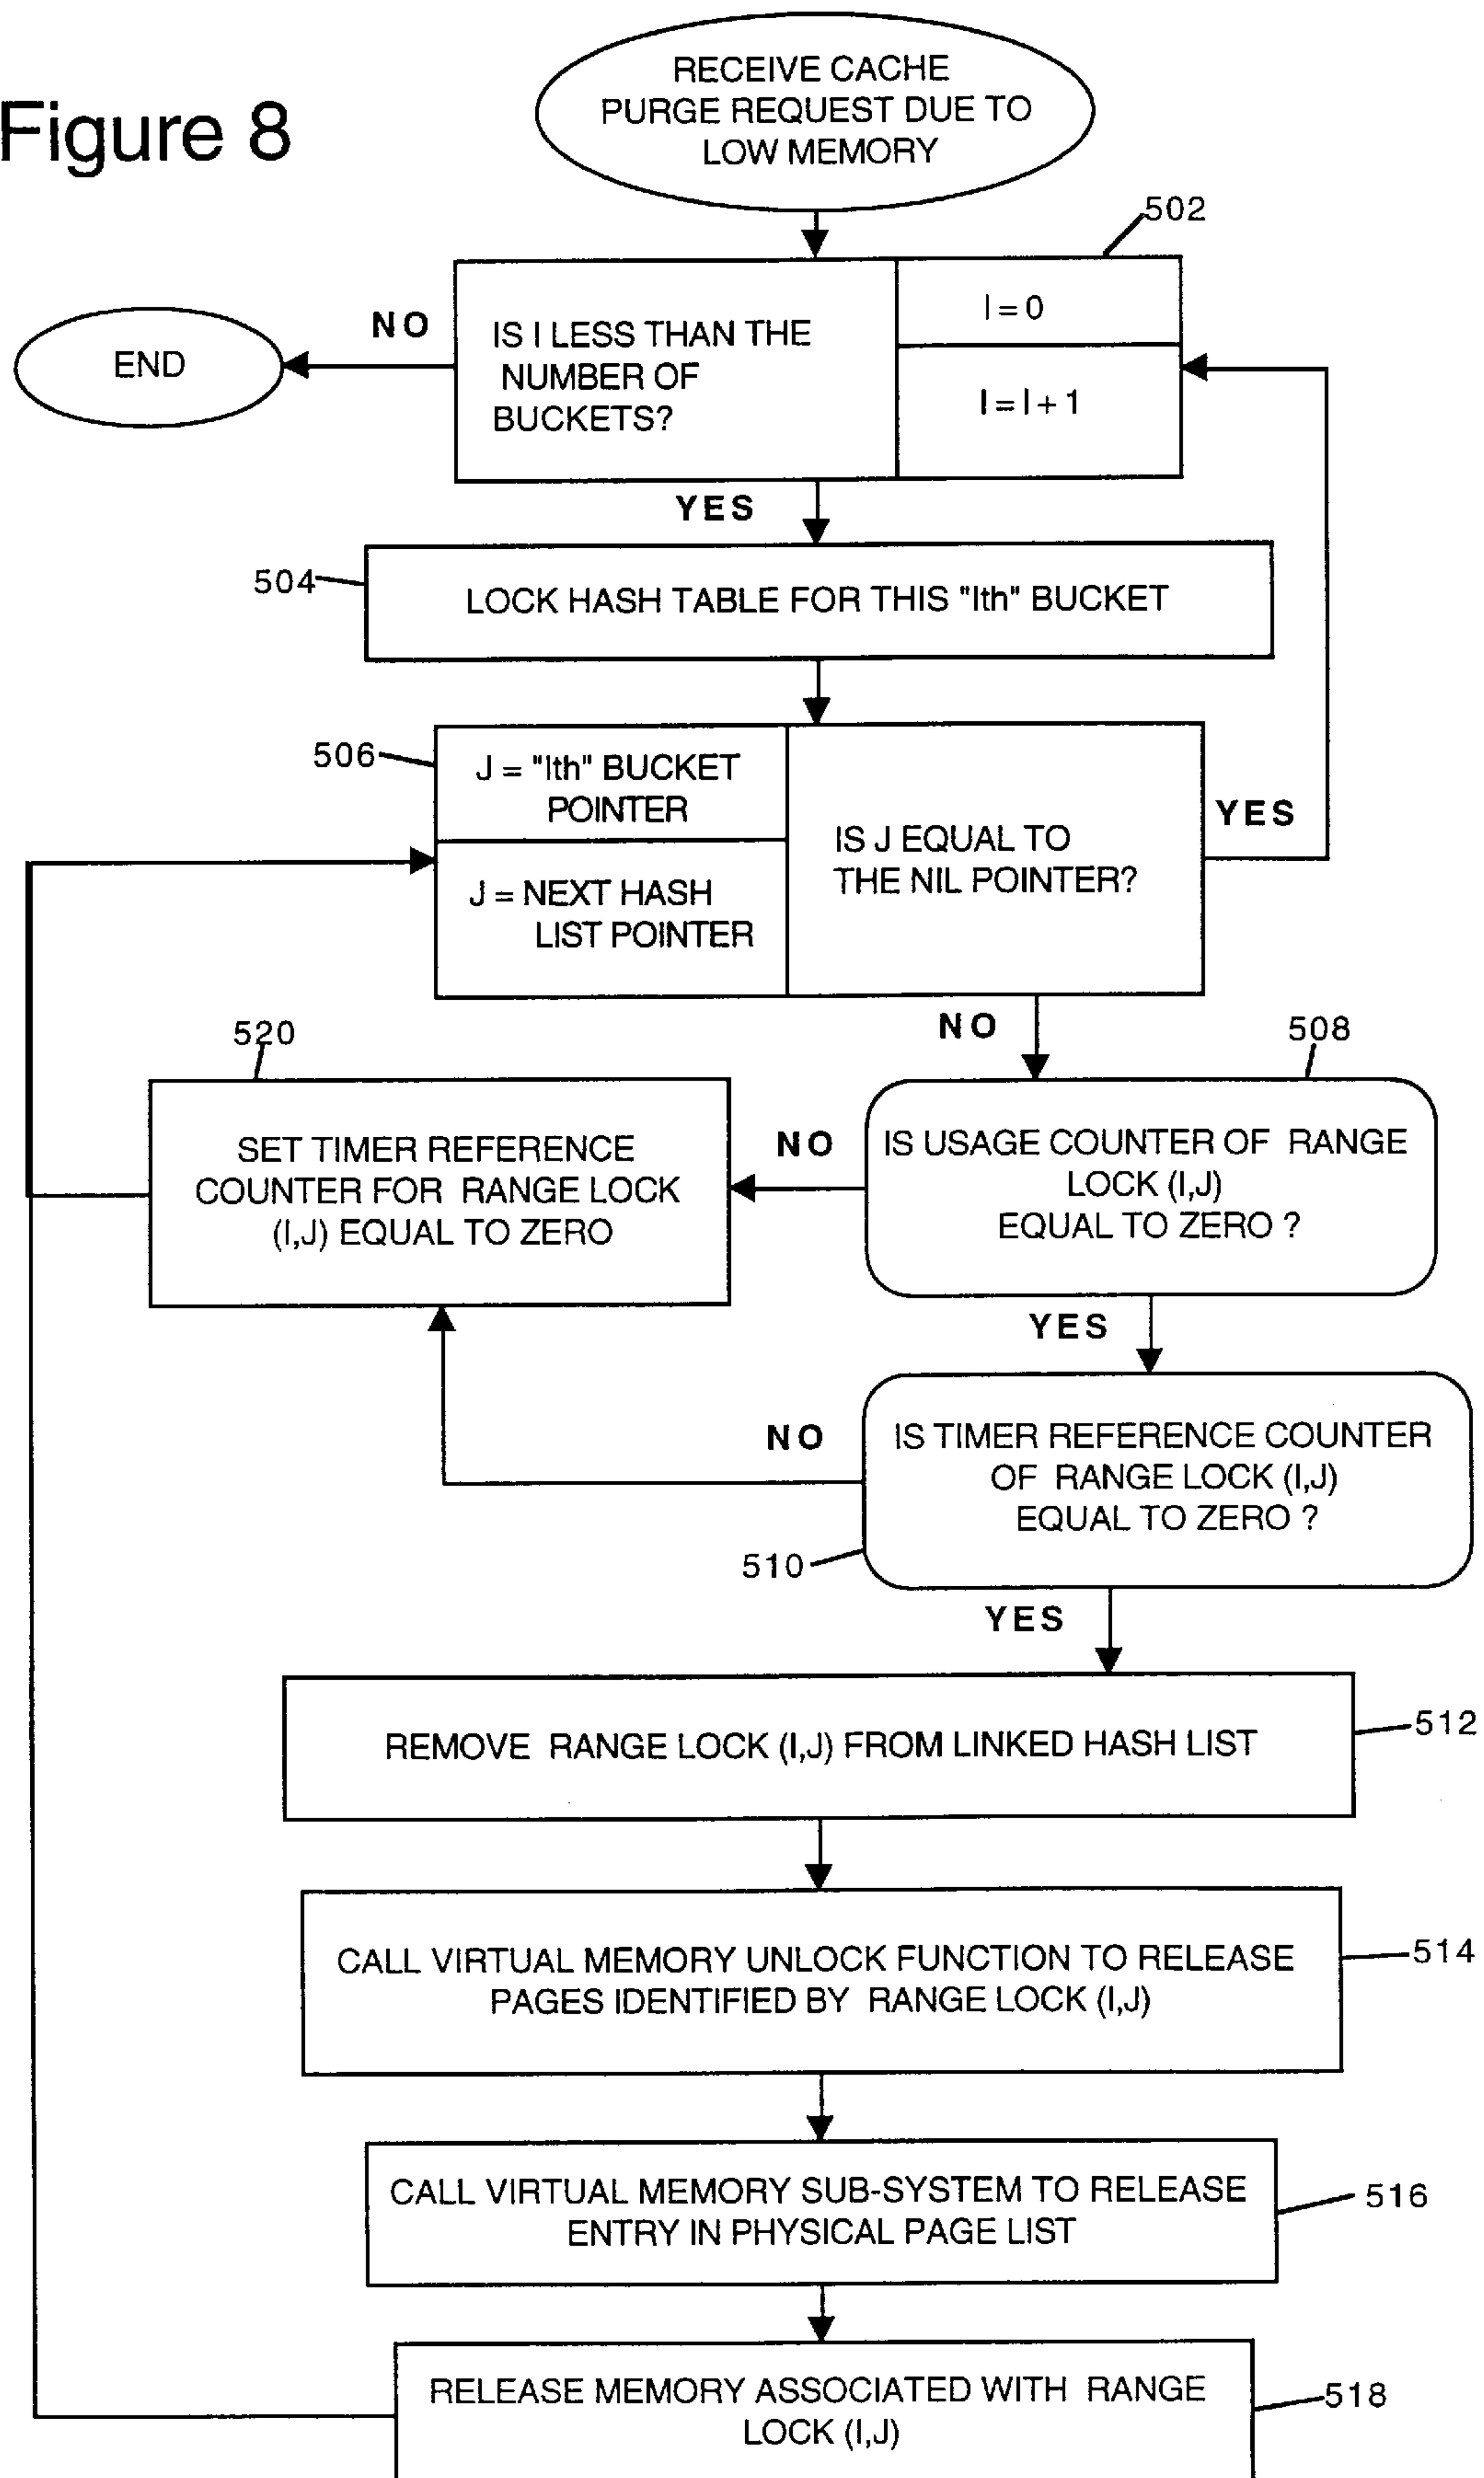 Figure 8
RECEIVE CACHE
PURGE REQUEST DUE TO
LOW MEMORY
502
IS I LESS THAN THE
NUMBER OF
BUCKETS?
I = 0
I = I + 1
NO
END
YES
504
LOCK HASH TABLE FOR THIS "Ith" BUCKET
506
J = "Ith" BUCKET
POINTER
J = NEXT HASH
LIST POINTER
IS J EQUAL TO
THE NIL POINTER?
YES
NO
508
IS USAGE COUNTER OF RANGE
LOCK (I,J)
EQUAL TO ZERO ?
NO
520
SET TIMER REFERENCE
COUNTER FOR RANGE LOCK
(I,J) EQUAL TO ZERO
YES
IS TIMER REFERENCE COUNTER
OF RANGE LOCK (I,J)
EQUAL TO ZERO ?
NO
510
YES
REMOVE RANGE LOCK (I,J) FROM LINKED HASH LIST
512
CALL VIRTUAL MEMORY UNLOCK FUNCTION TO RELEASE
PAGES IDENTIFIED BY RANGE LOCK (I,J)
514
CALL VIRTUAL MEMORY SUB-SYSTEM TO RELEASE
ENTRY IN PHYSICAL PAGE LIST
516
RELEASE MEMORY ASSOCIATED WITH RANGE
LOCK (I,J)
518